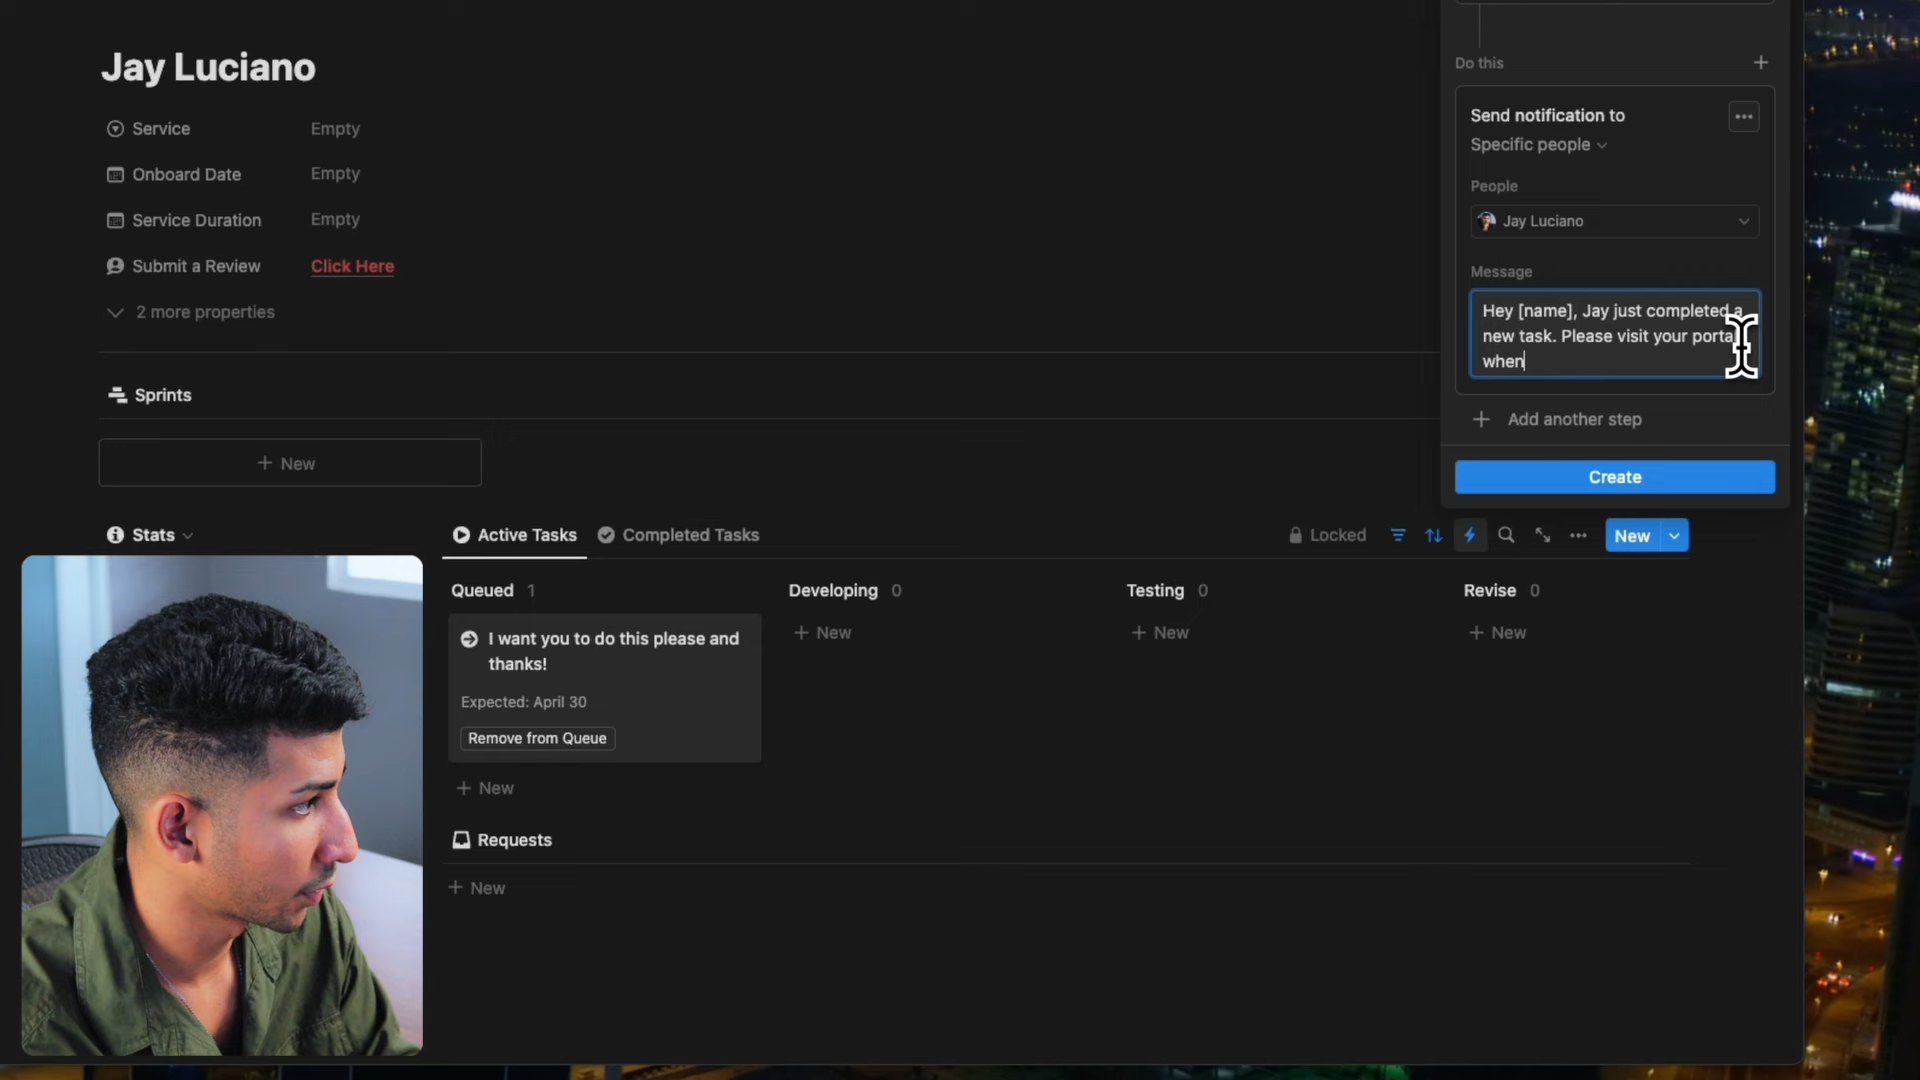 Jay Luciano
Service Empty
Onboard Date Empty
Service Duration Empty
Submit a Review Click Here
2 more properties
Sprints
New
Do this
Send notification to
Specific people
People
Jay Luciano
Message
Hey [name], Jay just completed a
new task. Please visit your portal
when
Add another step
Create
Stats
Active Tasks Completed Tasks Locked New
Queued 1 Developing 0 Testing 0 Revise 0
I want you to do this please and
thanks!
Expected: April 30
Remove from Queue
New
New
New
New
Requests
New